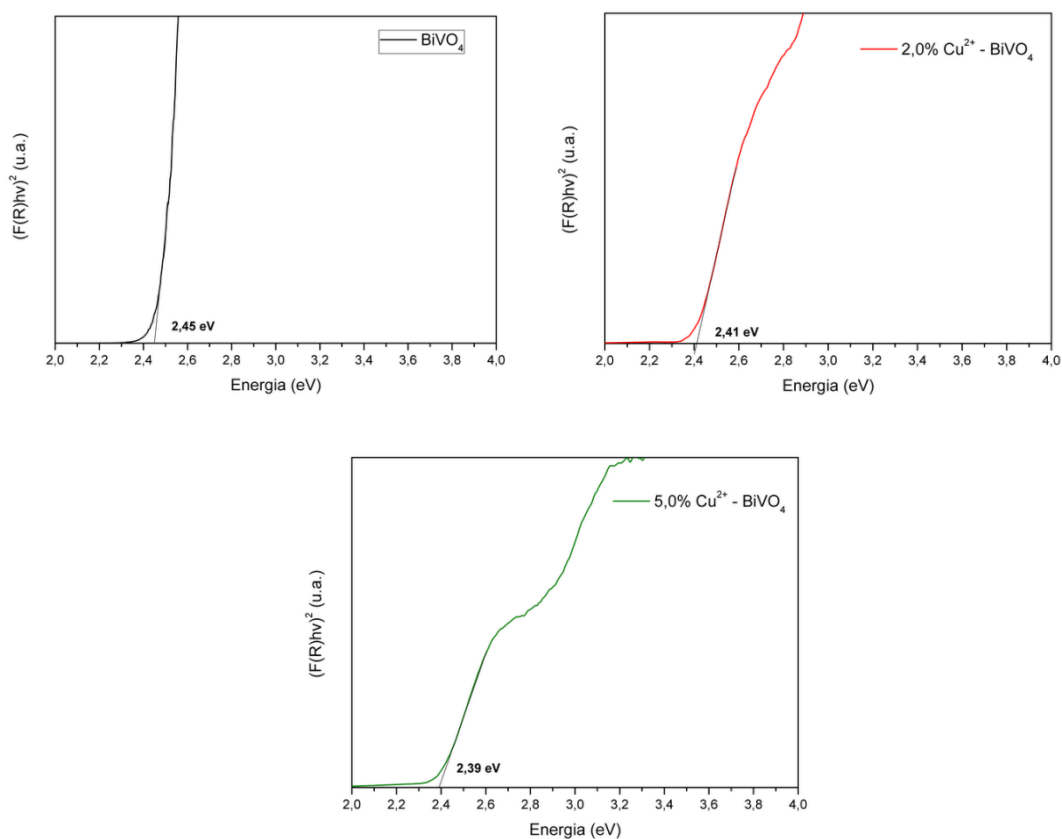 BiVO₄
(F(R)hν)² (u.a.)
2,45 eV
2,0 2,2 2,4 2,6 2,8 3,0 3,2 3,4 3,6 3,8 4,0
Energia (eV)
2,0% Cu²⁺ - BiVO₄
(F(R)hν)² (u.a.)
2,41 eV
2,0 2,2 2,4 2,6 2,8 3,0 3,2 3,4 3,6 3,8 4,0
Energia (eV)
5,0% Cu²⁺ - BiVO₄
(F(R)hν)² (u.a.)
2,39 eV
2,0 2,2 2,4 2,6 2,8 3,0 3,2 3,4 3,6 3,8 4,0
Energia (eV)